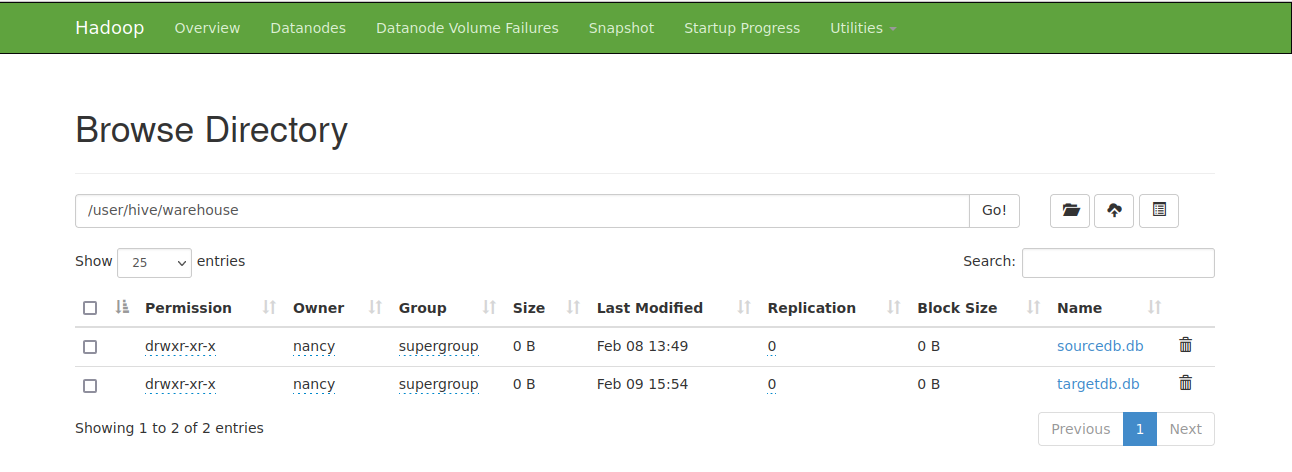 Hadoop Overview Datanodes Datanode Volume Failures Snapshot Startup Progress Utilities
Browse Directory
/user/hive/warehouse Go!
Show 25 entries Search:
Permission Owner Group Size Last Modified Replication Block Size Name
drwxr-xr-x nancy supergroup 0 B Feb 08 13:49 0 0 B sourcedb.db
drwxr-xr-x nancy supergroup 0 B Feb 09 15:54 0 0 B targetdb.db
Showing 1 to 2 of 2 entries Previous 1 Next